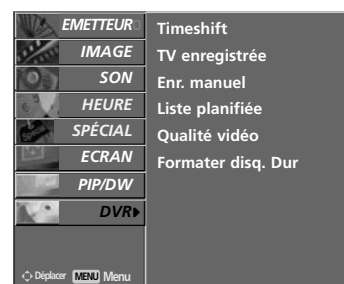 EMETTEUR
IMAGE
SON
HEURE
SPÉCIAL
ECRAN
PIP/DW
DVR
Déplacer MENU Menu
Timeshift
TV enregistrée
Enr. manuel
Liste planifiée
Qualité vidéo
Formater disq. Dur